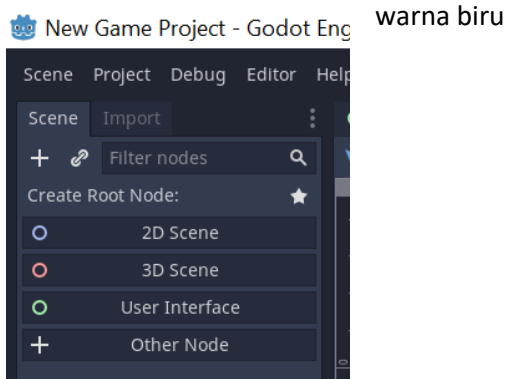 New Game Project - Godot Eng
warna biru
Scene Project Debug Editor Help
Scene Import
Filter nodes
Create Root Node:
2D Scene
3D Scene
User Interface
Other Node